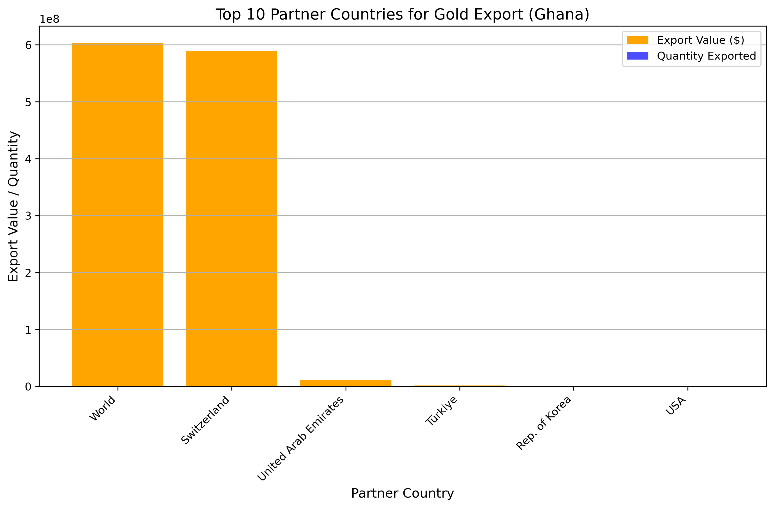 Top 10 Partner Countries for Gold Export (Ghana)
1e8
Export Value ($)
Quantity Exported
6
5
4
3
2
1
0
Export Value / Quantity
World
Switzerland
United Arab Emirates
Türkiye
Rep. of Korea
USA
Partner Country